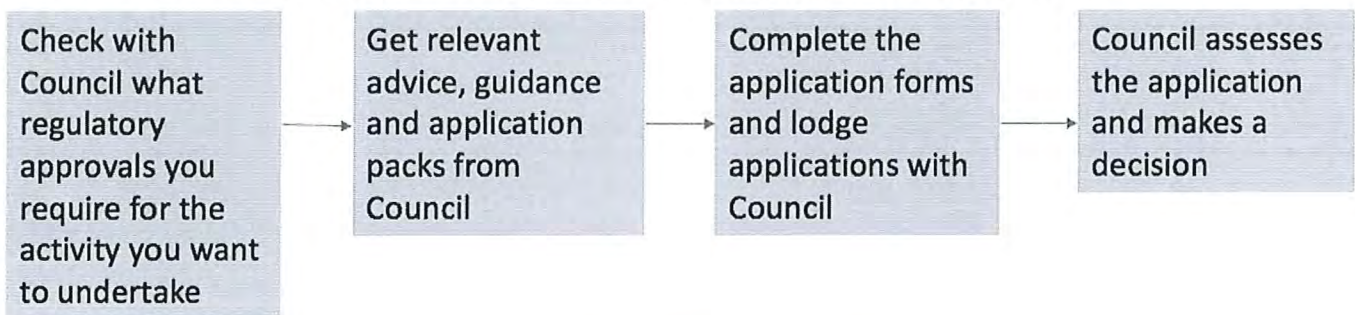 Check with
Council what
regulatory
approvals you
require for the
activity you want
to undertake
Get relevant
advice, guidance
and application
packs from
Council
Complete the
application forms
and lodge
applications with
Council
Council assesses
the application
and makes a
decision